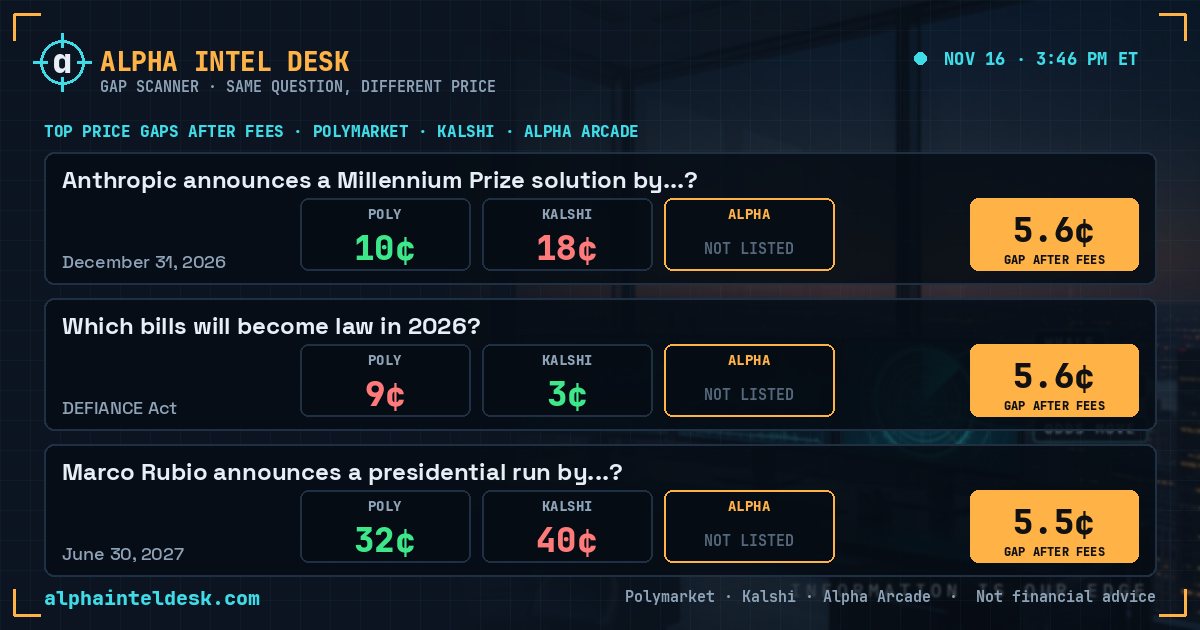 α
ALPHA INTEL DESK
GAP SCANNER · SAME QUESTION, DIFFERENT PRICE
NOV 16 · 3:46 PM ET
TOP PRICE GAPS AFTER FEES · POLYMARKET · KALSHI · ALPHA ARCADE
Anthropic announces a Millennium Prize solution by...?
December 31, 2026
POLY
10¢
KALSHI
18¢
ALPHA
NOT LISTED
5.6¢
GAP AFTER FEES
Which bills will become law in 2026?
DEFIANCE Act
POLY
9¢
KALSHI
3¢
ALPHA
NOT LISTED
5.6¢
GAP AFTER FEES
Marco Rubio announces a presidential run by...?
June 30, 2027
POLY
32¢
KALSHI
40¢
ALPHA
NOT LISTED
5.5¢
GAP AFTER FEES
INFORMATION IS OUR EDGE
alphainteldesk.com
Polymarket · Kalshi · Alpha Arcade · Not financial advice